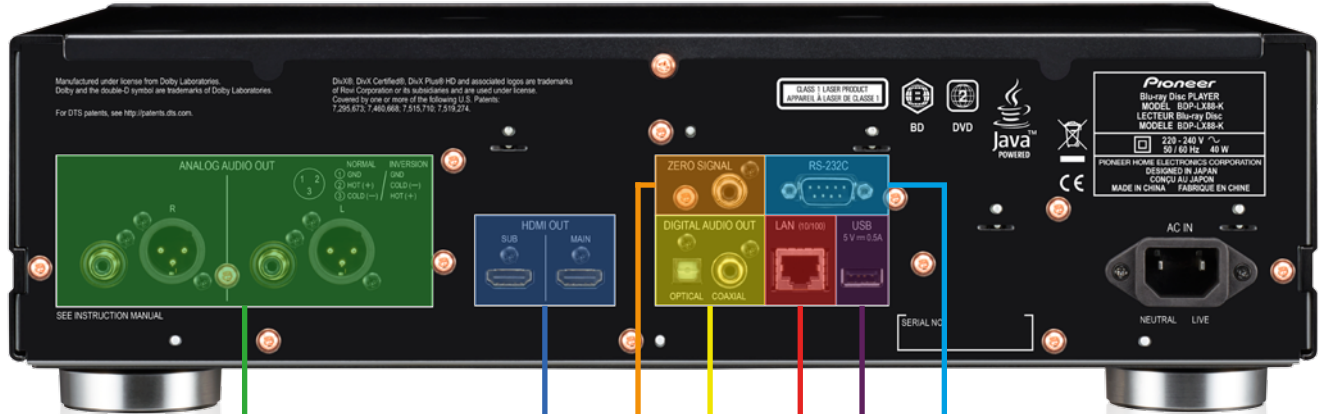 Manufactured under license from Dolby Laboratories.
Dolby and the double-D symbol are trademarks of Dolby Laboratories.
For DTS patents, see http://patents.dts.com.
DivX®, DivX Certified®, DivX Plus® HD and associated logos are trademarks
of Rovi Corporation or its subsidiaries and are used under license.
Covered by one or more of the following U.S. Patents:
7,295,673; 7,460,668; 7,515,710; 7,519,274.
CLASS 1 LASER PRODUCT
APPAREIL À LASER DE CLASSE 1
B
BD
2
DVD
Java™
POWERED
CE
Pioneer
Blu-ray Disc PLAYER
MODEL BDP-LX88-K
LECTEUR Blu-ray Disc
MODELE BDP-LX88-K
220 - 240 V ~
50 / 60 Hz 40 W
PIONEER HOME ELECTRONICS CORPORATION
DESIGNED IN JAPAN
CONÇU AU JAPON
MADE IN CHINA FABRIQUE EN CHINE
ANALOG AUDIO OUT
1 2
3
NORMAL INVERSION
① GND / GND
② HOT (+) / COLD (—)
③ COLD (—) / HOT (+)
R
L
SEE INSTRUCTION MANUAL
HDMI OUT
SUB MAIN
ZERO SIGNAL
RS-232C
DIGITAL AUDIO OUT
OPTICAL COAXIAL
LAN (10/100)
USB
5 V ⎓ 0.5A
SERIAL NO.
AC IN
NEUTRAL LIVE